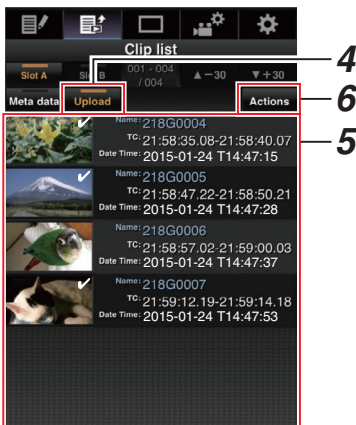 Clip list
Slot A Slot B 001 - 004 / 004 ▲-30 ▼+30
4
Meta data Upload Actions
6
5
Name: 218G0004
TC: 21:58:35.08-21:58:40.07
Date Time: 2015-01-24 T14:47:15
Name: 218G0005
TC: 21:58:47.22-21:58:50.21
Date Time: 2015-01-24 T14:47:28
Name: 218G0006
TC: 21:58:57.02-21:59:00.03
Date Time: 2015-01-24 T14:47:37
Name: 218G0007
TC: 21:59:12.19-21:59:14.18
Date Time: 2015-01-24 T14:47:53